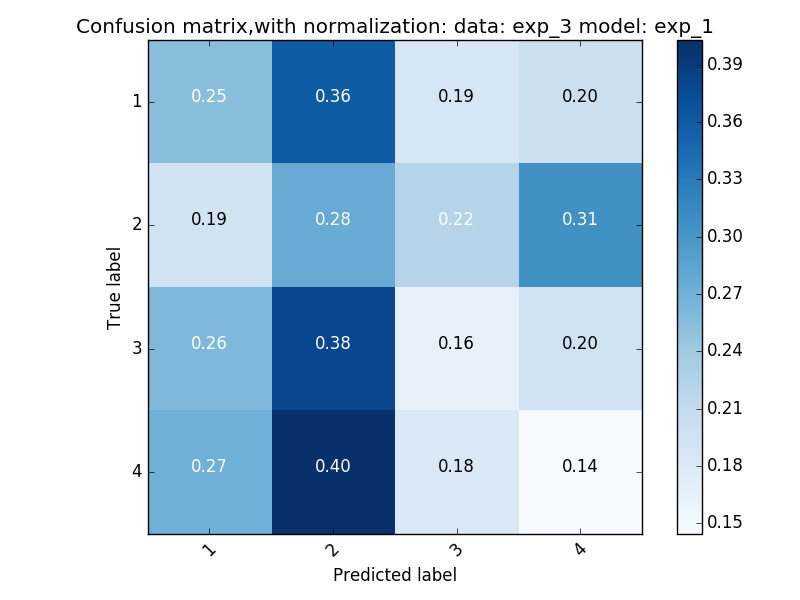 Confusion matrix,with normalization: data: exp_3 model: exp_1
1 0.25 0.36 0.19 0.20
2 0.19 0.28 0.22 0.31
3 0.26 0.38 0.16 0.20
4 0.27 0.40 0.18 0.14
True label
1 2 3 4
Predicted label
0.39
0.36
0.33
0.30
0.27
0.24
0.21
0.18
0.15